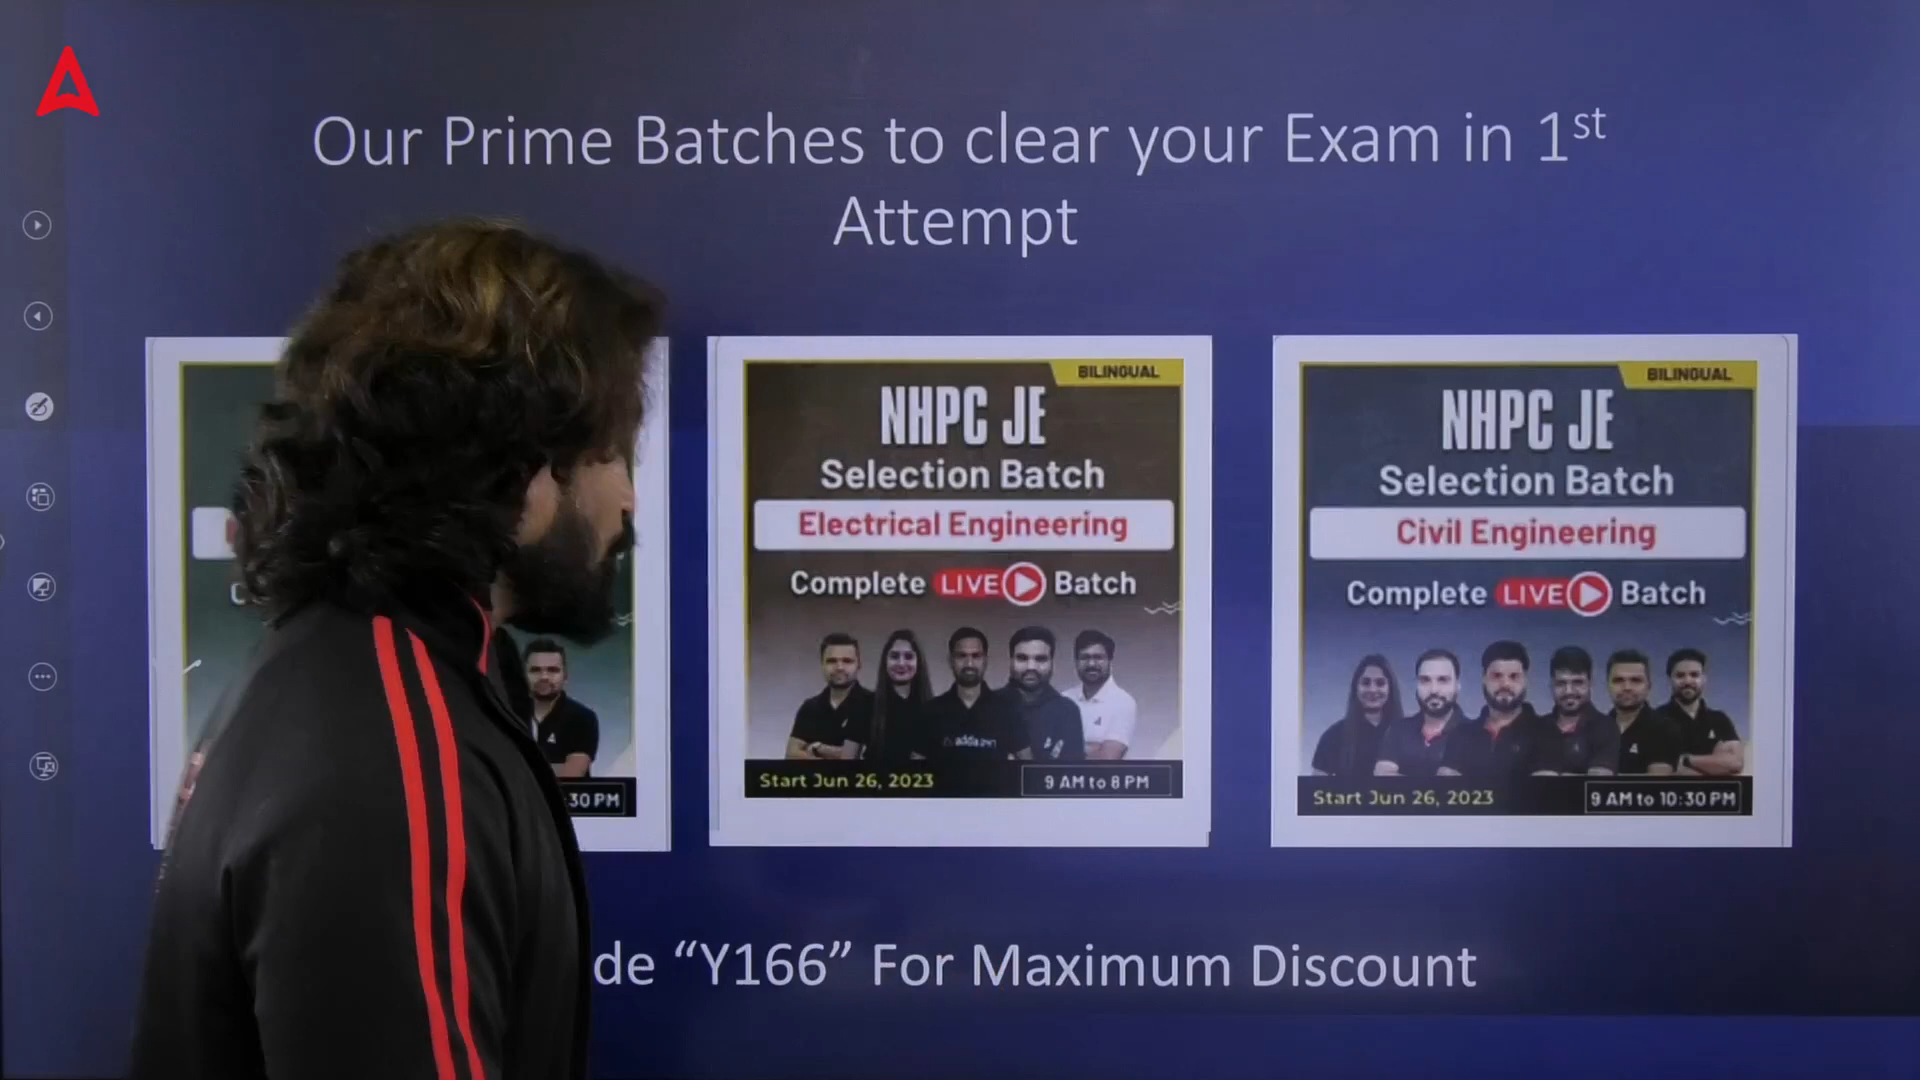 Our Prime Batches to clear your Exam in 1st
Attempt
30 PM
BILINGUAL
NHPC JE
Selection Batch
Electrical Engineering
Complete LIVE Batch
Start Jun 26, 2023
9 AM to 8 PM
BILINGUAL
NHPC JE
Selection Batch
Civil Engineering
Complete LIVE Batch
Start Jun 26, 2023
9 AM to 10:30 PM
de “Y166” For Maximum Discount